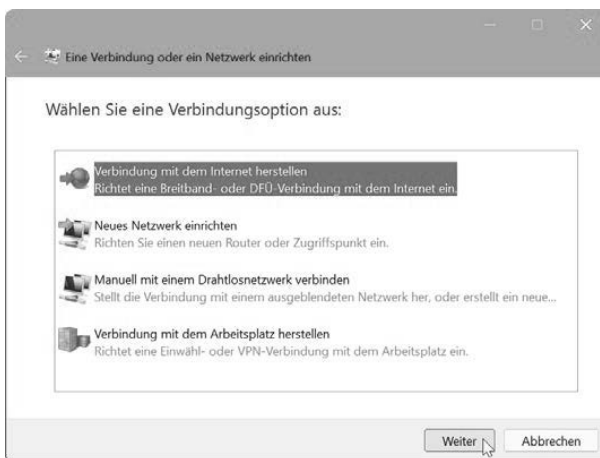 Eine Verbindung oder ein Netzwerk einrichten
Wählen Sie eine Verbindungsoption aus:
Verbindung mit dem Internet herstellen
Richtet eine Breitband- oder DFÜ-Verbindung mit dem Internet ein.
Neues Netzwerk einrichten
Richten Sie einen neuen Router oder Zugriffspunkt ein.
Manuell mit einem Drahtlosnetzwerk verbinden
Stellt die Verbindung mit einem ausgeblendeten Netzwerk her, oder erstellt ein neue...
Verbindung mit dem Arbeitsplatz herstellen
Richtet eine Einwähl- oder VPN-Verbindung mit dem Arbeitsplatz ein.
Weiter Abbrechen